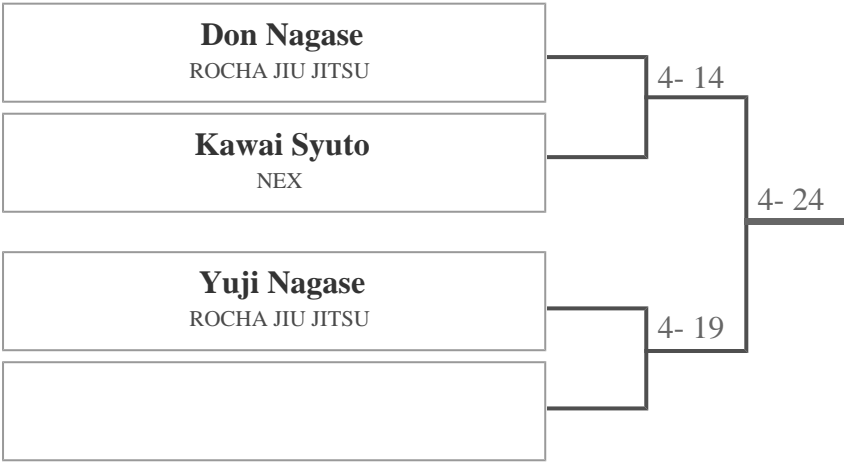 Don Nagase
ROCHA JIU JITSU
4- 14
Kawai Syuto
NEX
4- 24
Yuji Nagase
ROCHA JIU JITSU
4- 19